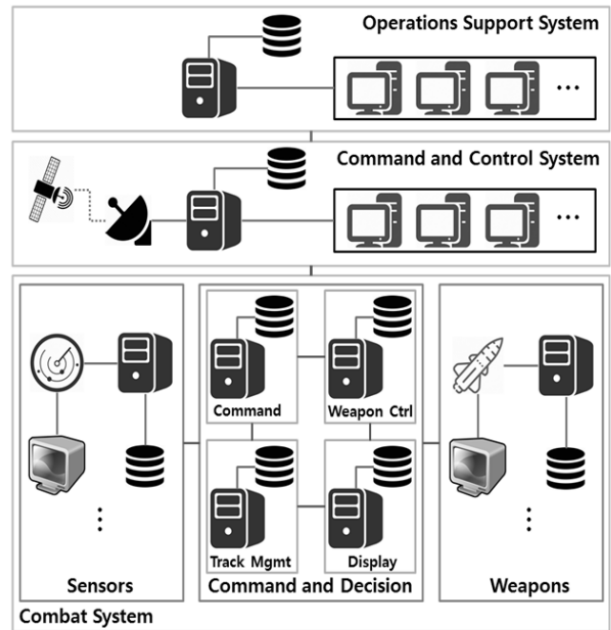 Operations Support System
...
Command and Control System
...
Command
Weapon Ctrl
Track Mgmt
Display
Sensors
Command and Decision
Weapons
Combat System